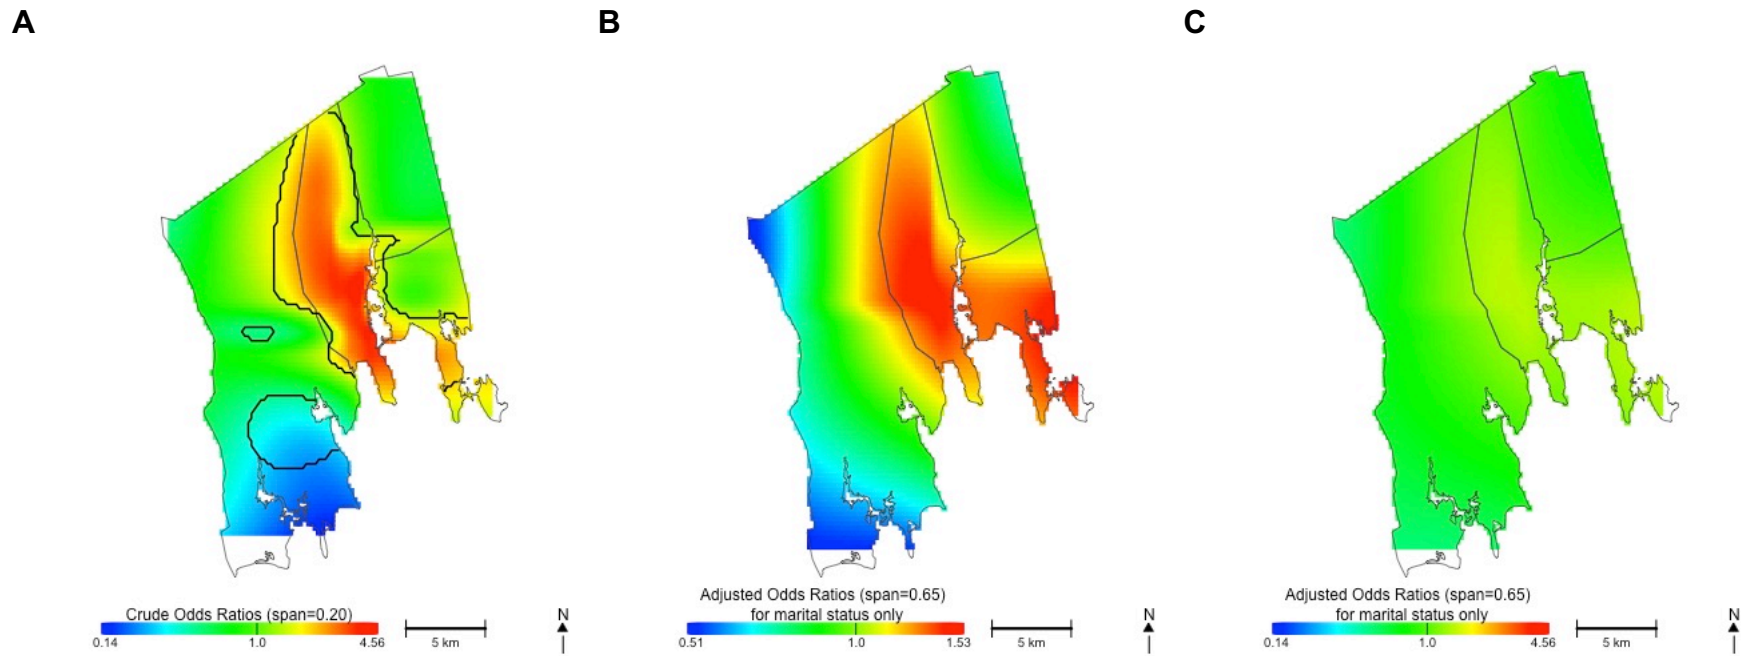 A
B
C
Crude Odds Ratios (span=0.20)
0.14 1.0 4.56
5 km
N
Adjusted Odds Ratios (span=0.65)
for marital status only
0.51 1.0 1.53
5 km
N
Adjusted Odds Ratios (span=0.65)
for marital status only
0.14 1.0 4.56
5 km
N